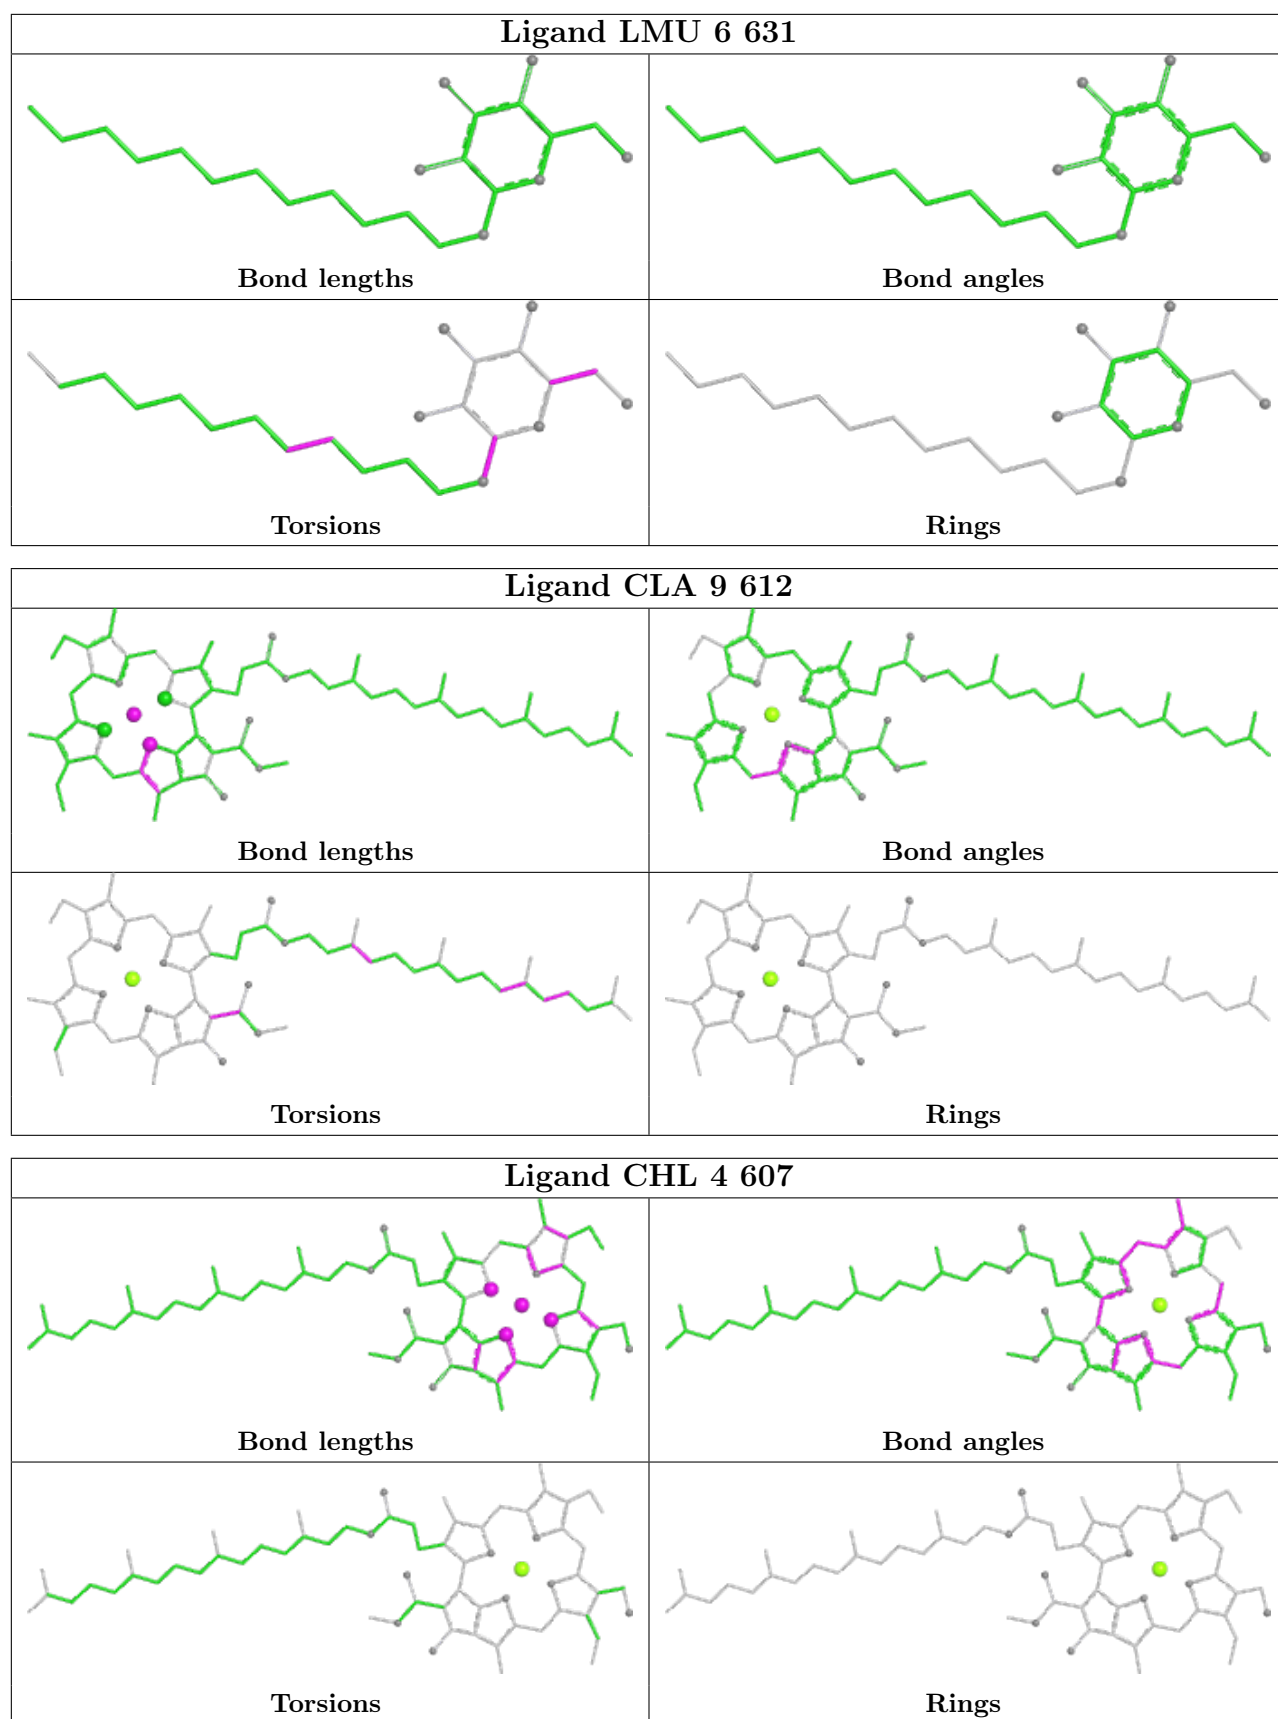 Ligand LMU 6 631
Bond lengths
Bond angles
Torsions
Rings
Ligand CLA 9 612
Bond lengths
Bond angles
Torsions
Rings
Ligand CHL 4 607
Bond lengths
Bond angles
Torsions
Rings